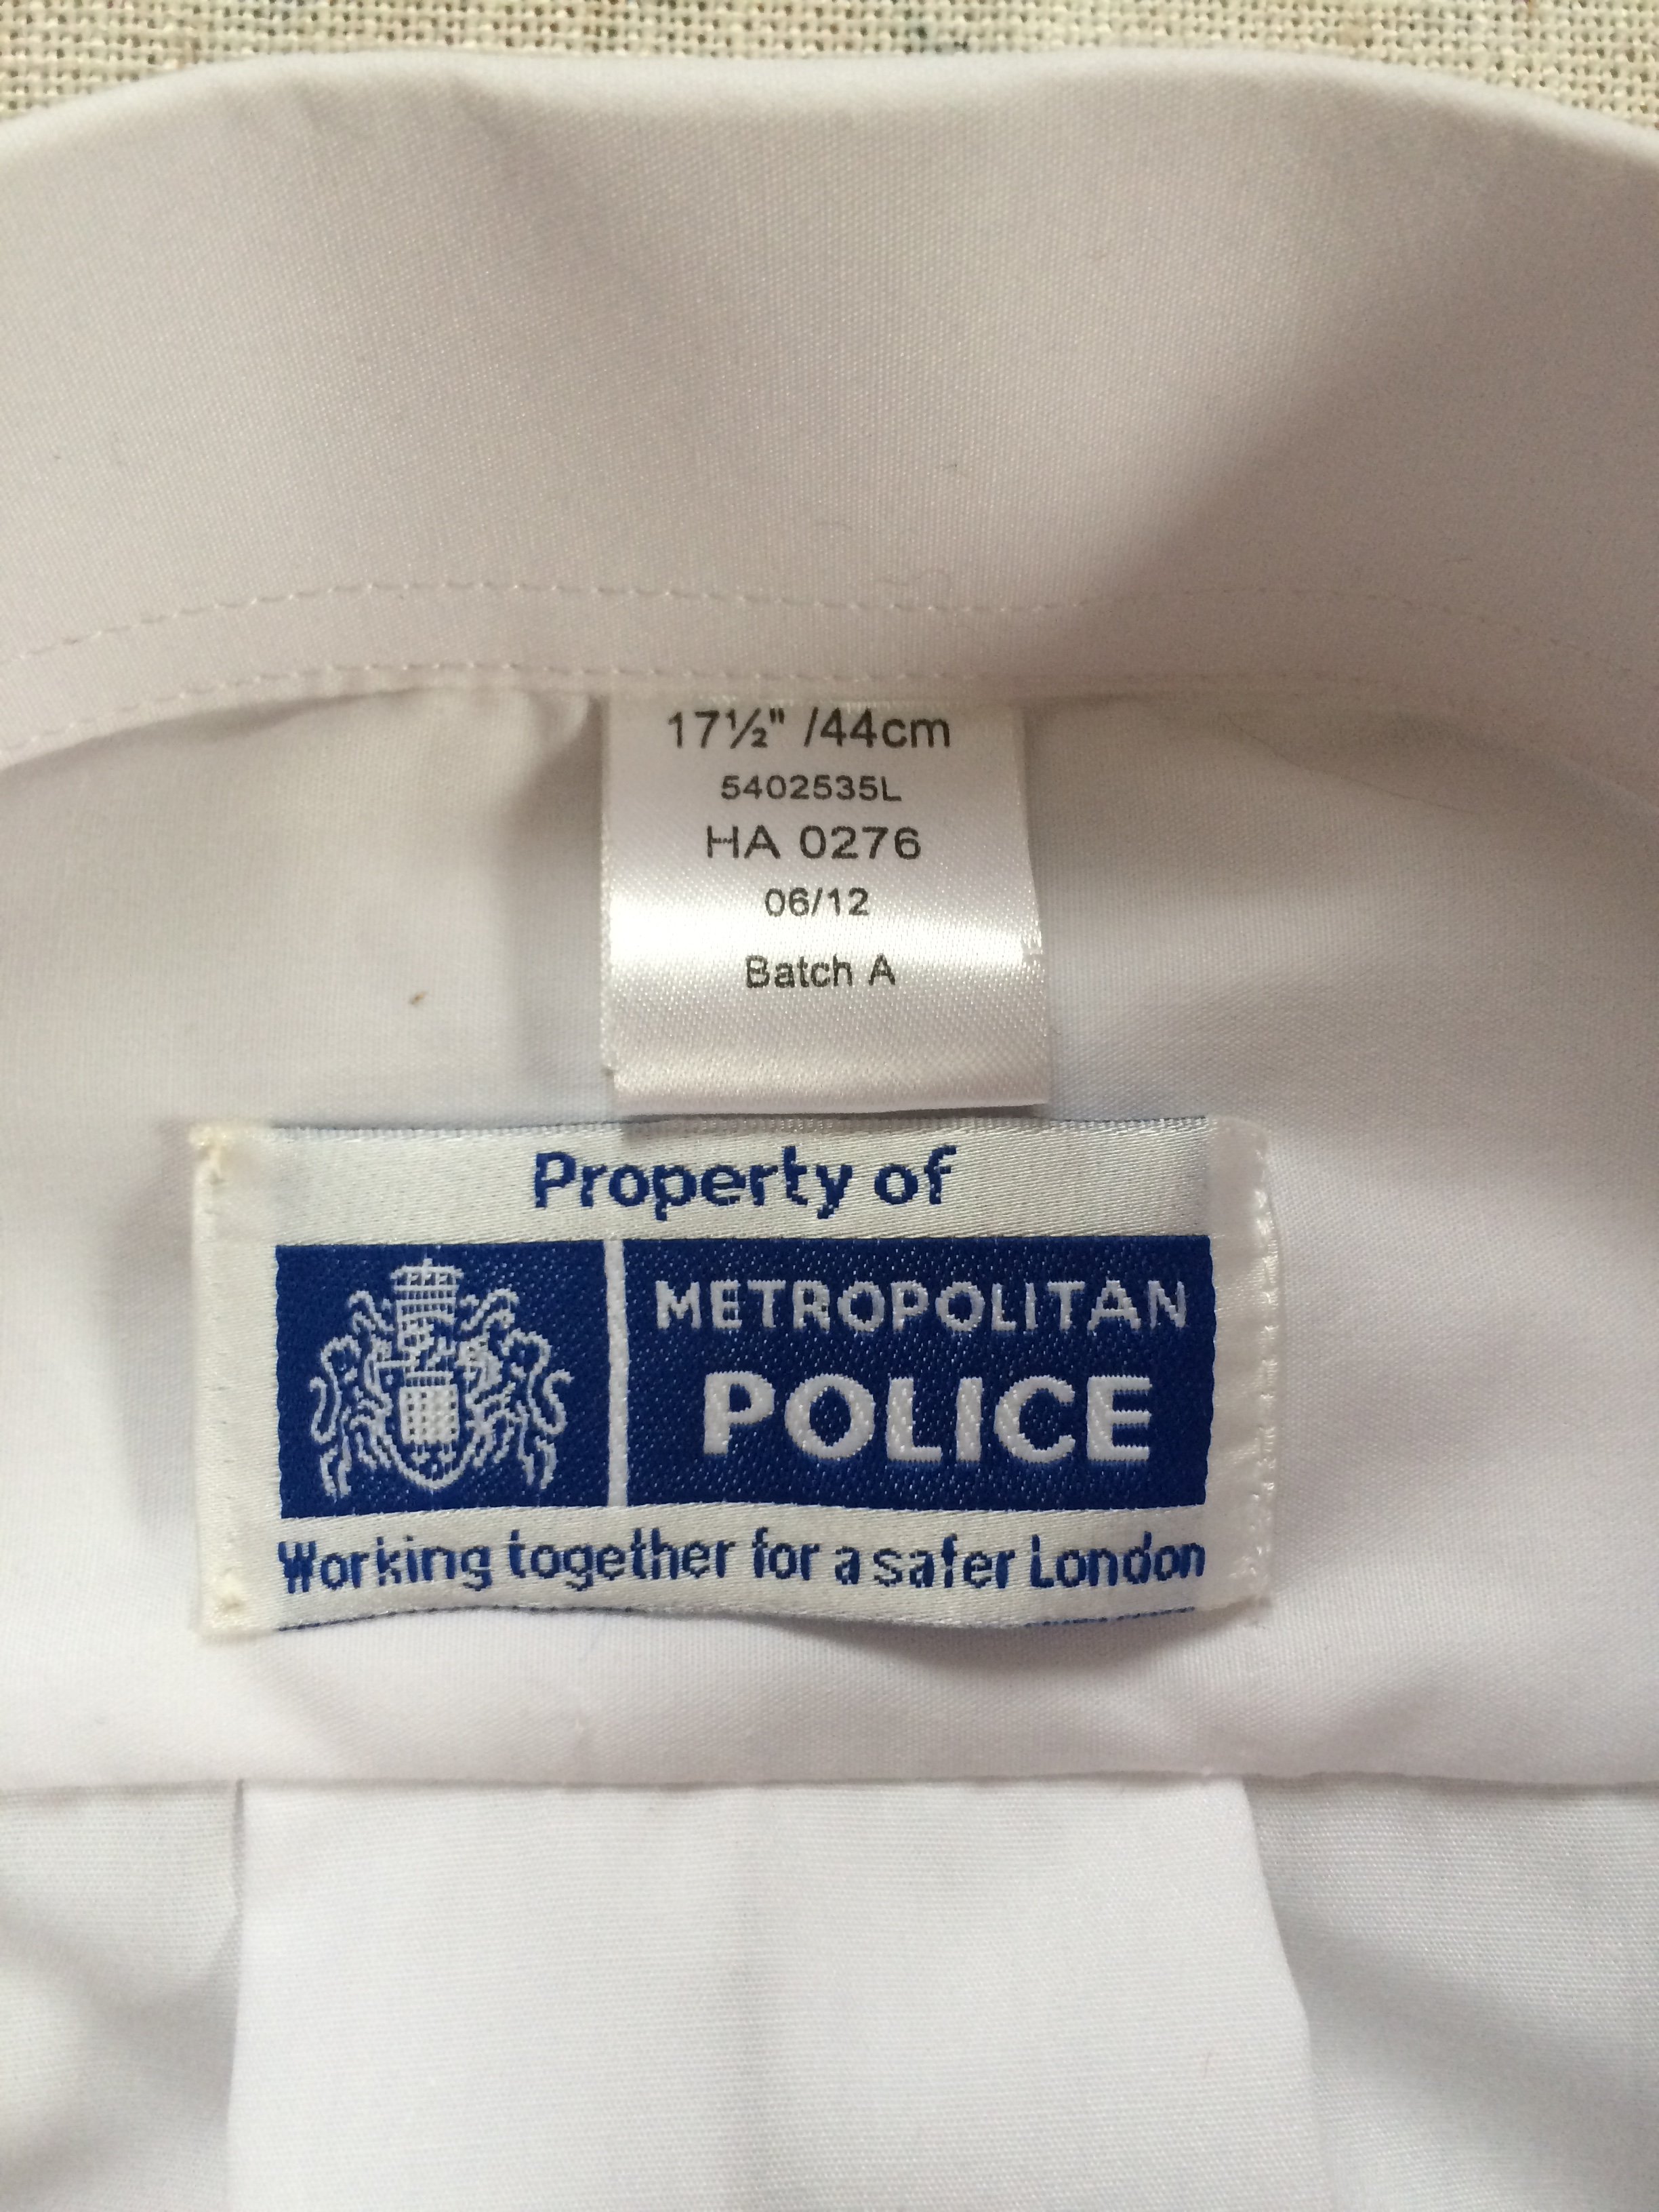 17½" /44cm
5402535L
HA 0276
06/12
Batch A
Property of
METROPOLITAN
POLICE
Working together for a safer London